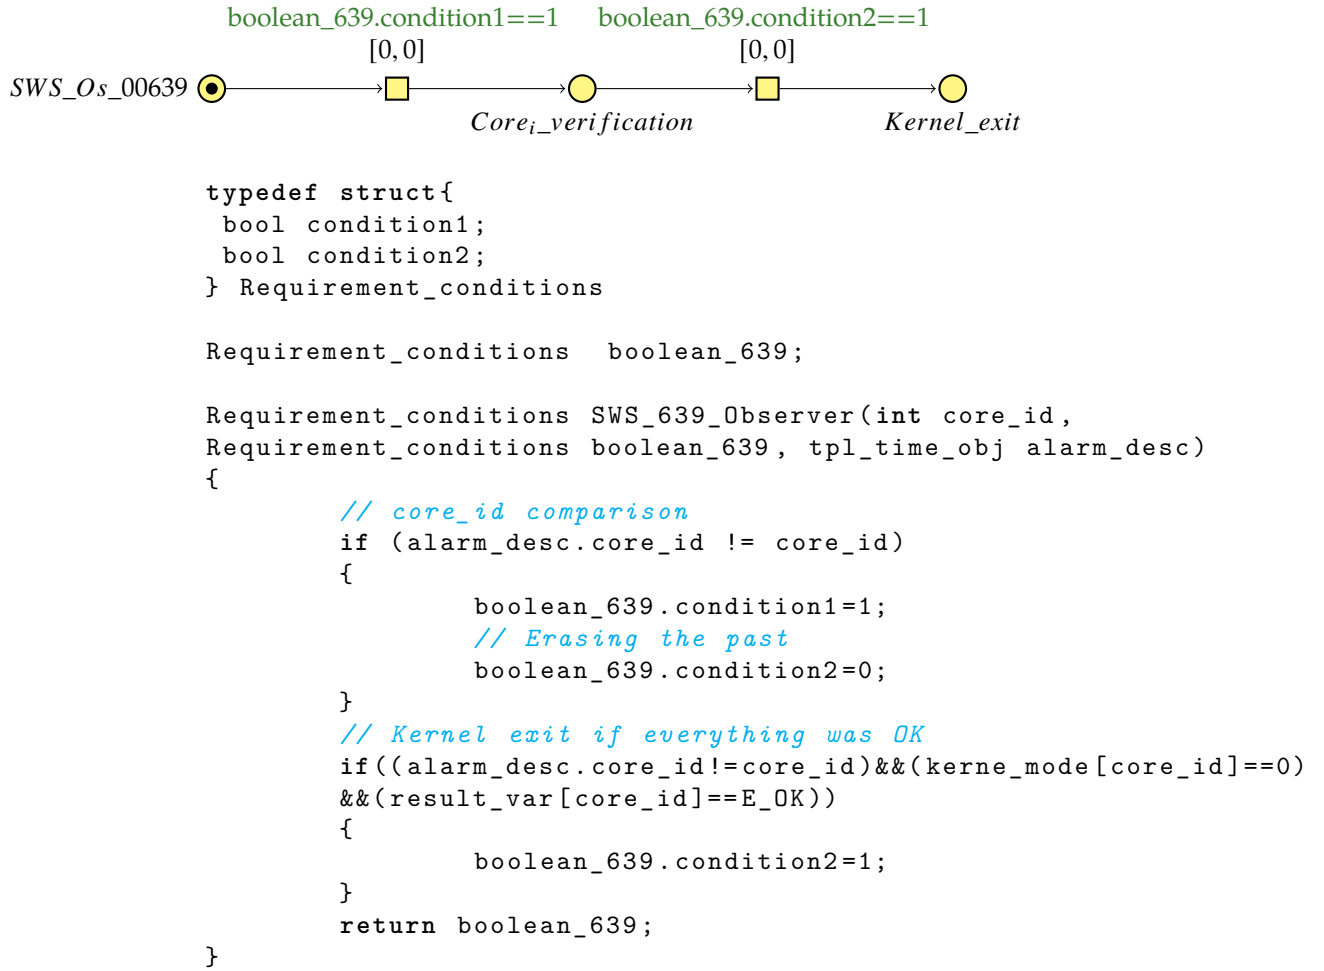 boolean_639.condition1==1 boolean_639.condition2==1
[0,0] [0,0]
SWS_Os_00639
Core_i_verification Kernel_exit
typedef struct{
 bool condition1;
 bool condition2;
} Requirement_conditions
Requirement_conditions  boolean_639;
Requirement_conditions SWS_639_Observer(int core_id,
Requirement_conditions boolean_639, tpl_time_obj alarm_desc)
{
        // core_id comparison
        if (alarm_desc.core_id != core_id)
        {
                boolean_639.condition1=1;
                // Erasing the past
                boolean_639.condition2=0;
        }
        // Kernel exit if everything was OK
        if((alarm_desc.core_id!=core_id)&&(kerne_mode[core_id]==0)
        &&(result_var[core_id]==E_OK))
        {
                boolean_639.condition2=1;
        }
        return boolean_639;
}